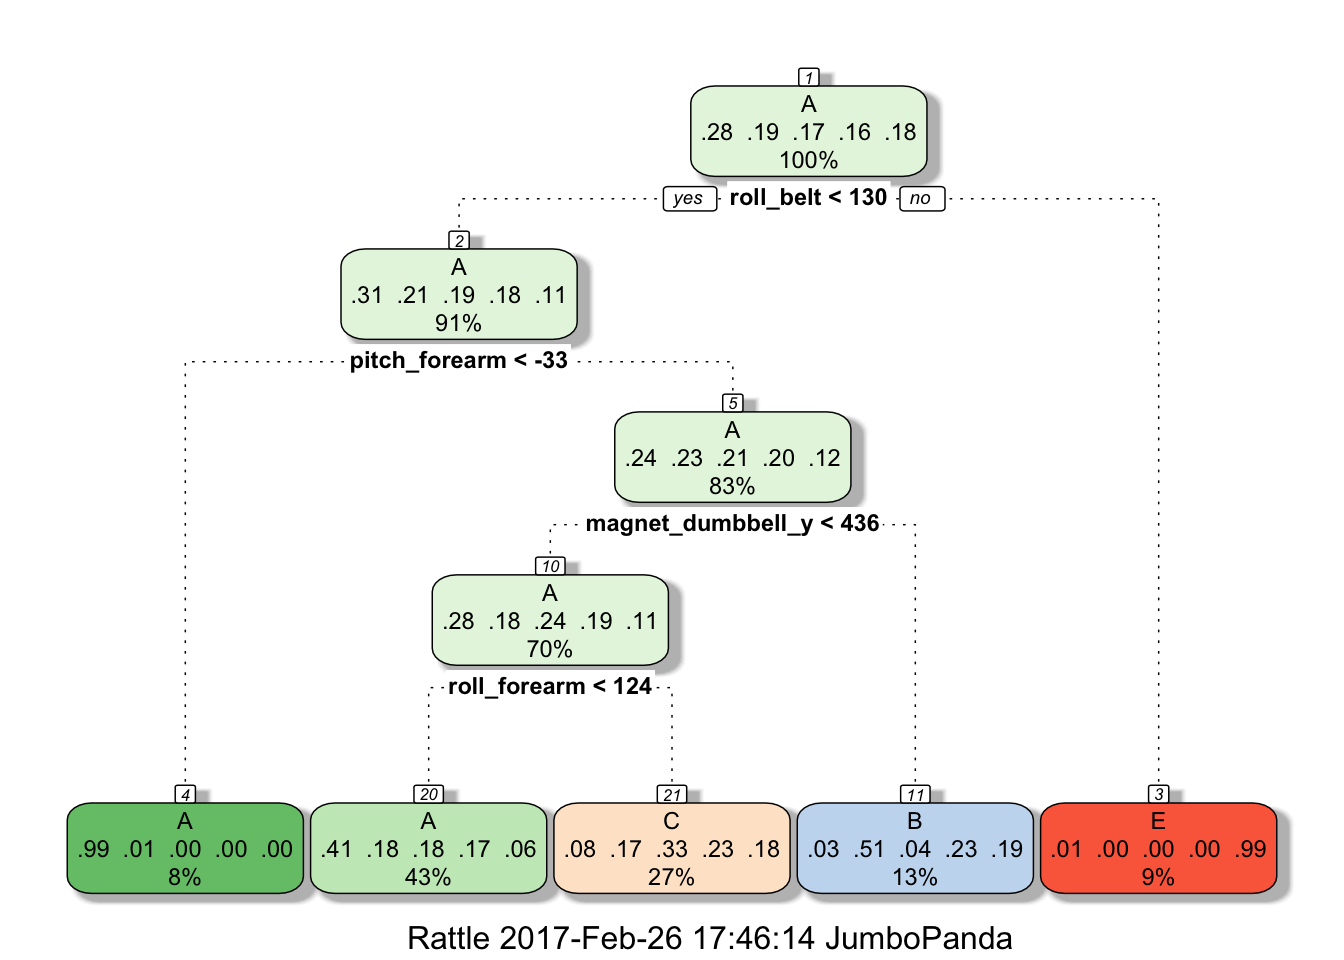 1
A
.28 .19 .17 .16 .18
100%
yes roll_belt < 130 no
2
A
.31 .21 .19 .18 .11
91%
pitch_forearm < -33
5
A
.24 .23 .21 .20 .12
83%
magnet_dumbbell_y < 436
10
A
.28 .18 .24 .19 .11
70%
roll_forearm < 124
4
A
.99 .01 .00 .00 .00
8%
20
A
.41 .18 .18 .17 .06
43%
21
C
.08 .17 .33 .23 .18
27%
11
B
.03 .51 .04 .23 .19
13%
3
E
.01 .00 .00 .00 .99
9%
Rattle 2017-Feb-26 17:46:14 JumboPanda